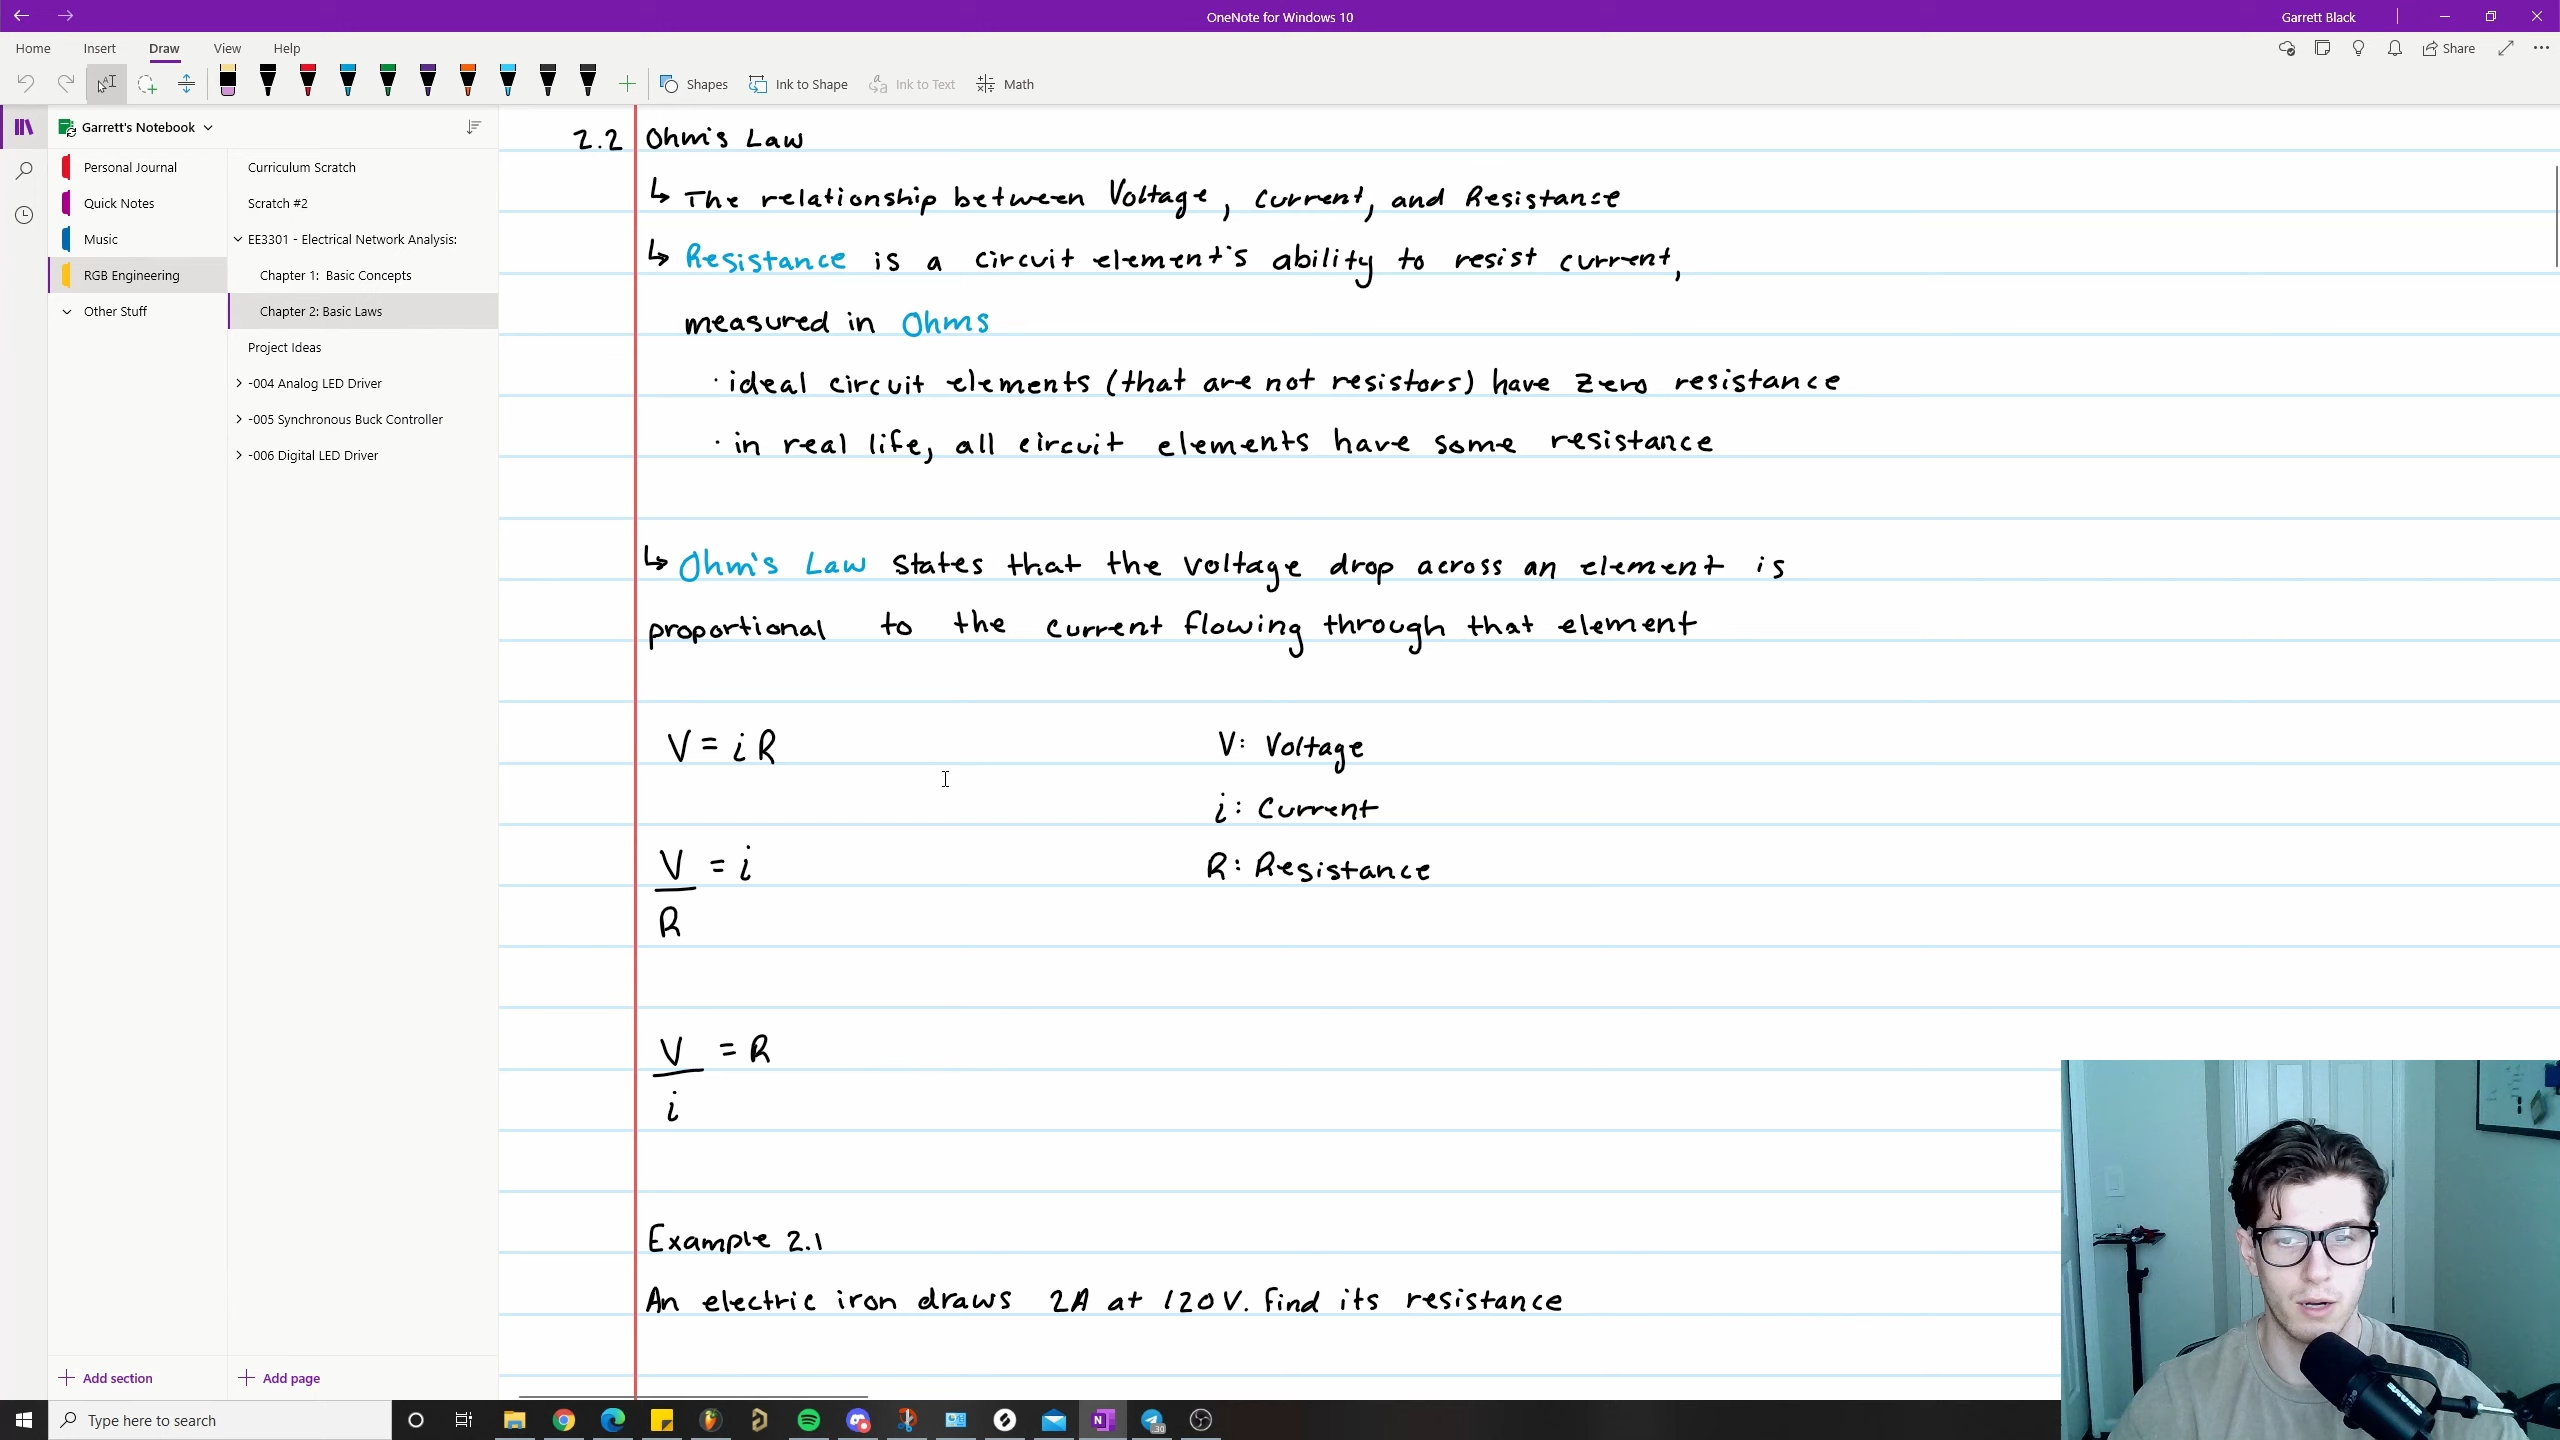 OneNote for Windows 10
Garrett Black
Home Insert Draw View Help
Share
Shapes Ink to Shape Ink to Text Math
Garrett's Notebook
Personal Journal
Quick Notes
Music
RGB Engineering
Other Stuff
Curriculum Scratch
Scratch #2
EE3301 - Electrical Network Analysis:
Chapter 1: Basic Concepts
Chapter 2: Basic Laws
Project Ideas
-004 Analog LED Driver
-005 Synchronous Buck Controller
-006 Digital LED Driver
2.2 Ohm's Law
↳ The relationship between Voltage, Current, and Resistance
↳ Resistance is a circuit element's ability to resist current,
measured in Ohms
· ideal circuit elements (that are not resistors) have zero resistance
· in real life, all circuit elements have some resistance
↳ Ohm's Law states that the voltage drop across an element is
proportional to the current flowing through that element
V = i R
V: Voltage
i: Current
R: Resistance
V = i
R
V = R
i
Example 2.1
An electric iron draws 2A at 120V. Find its resistance
Add section
Add page
Type here to search